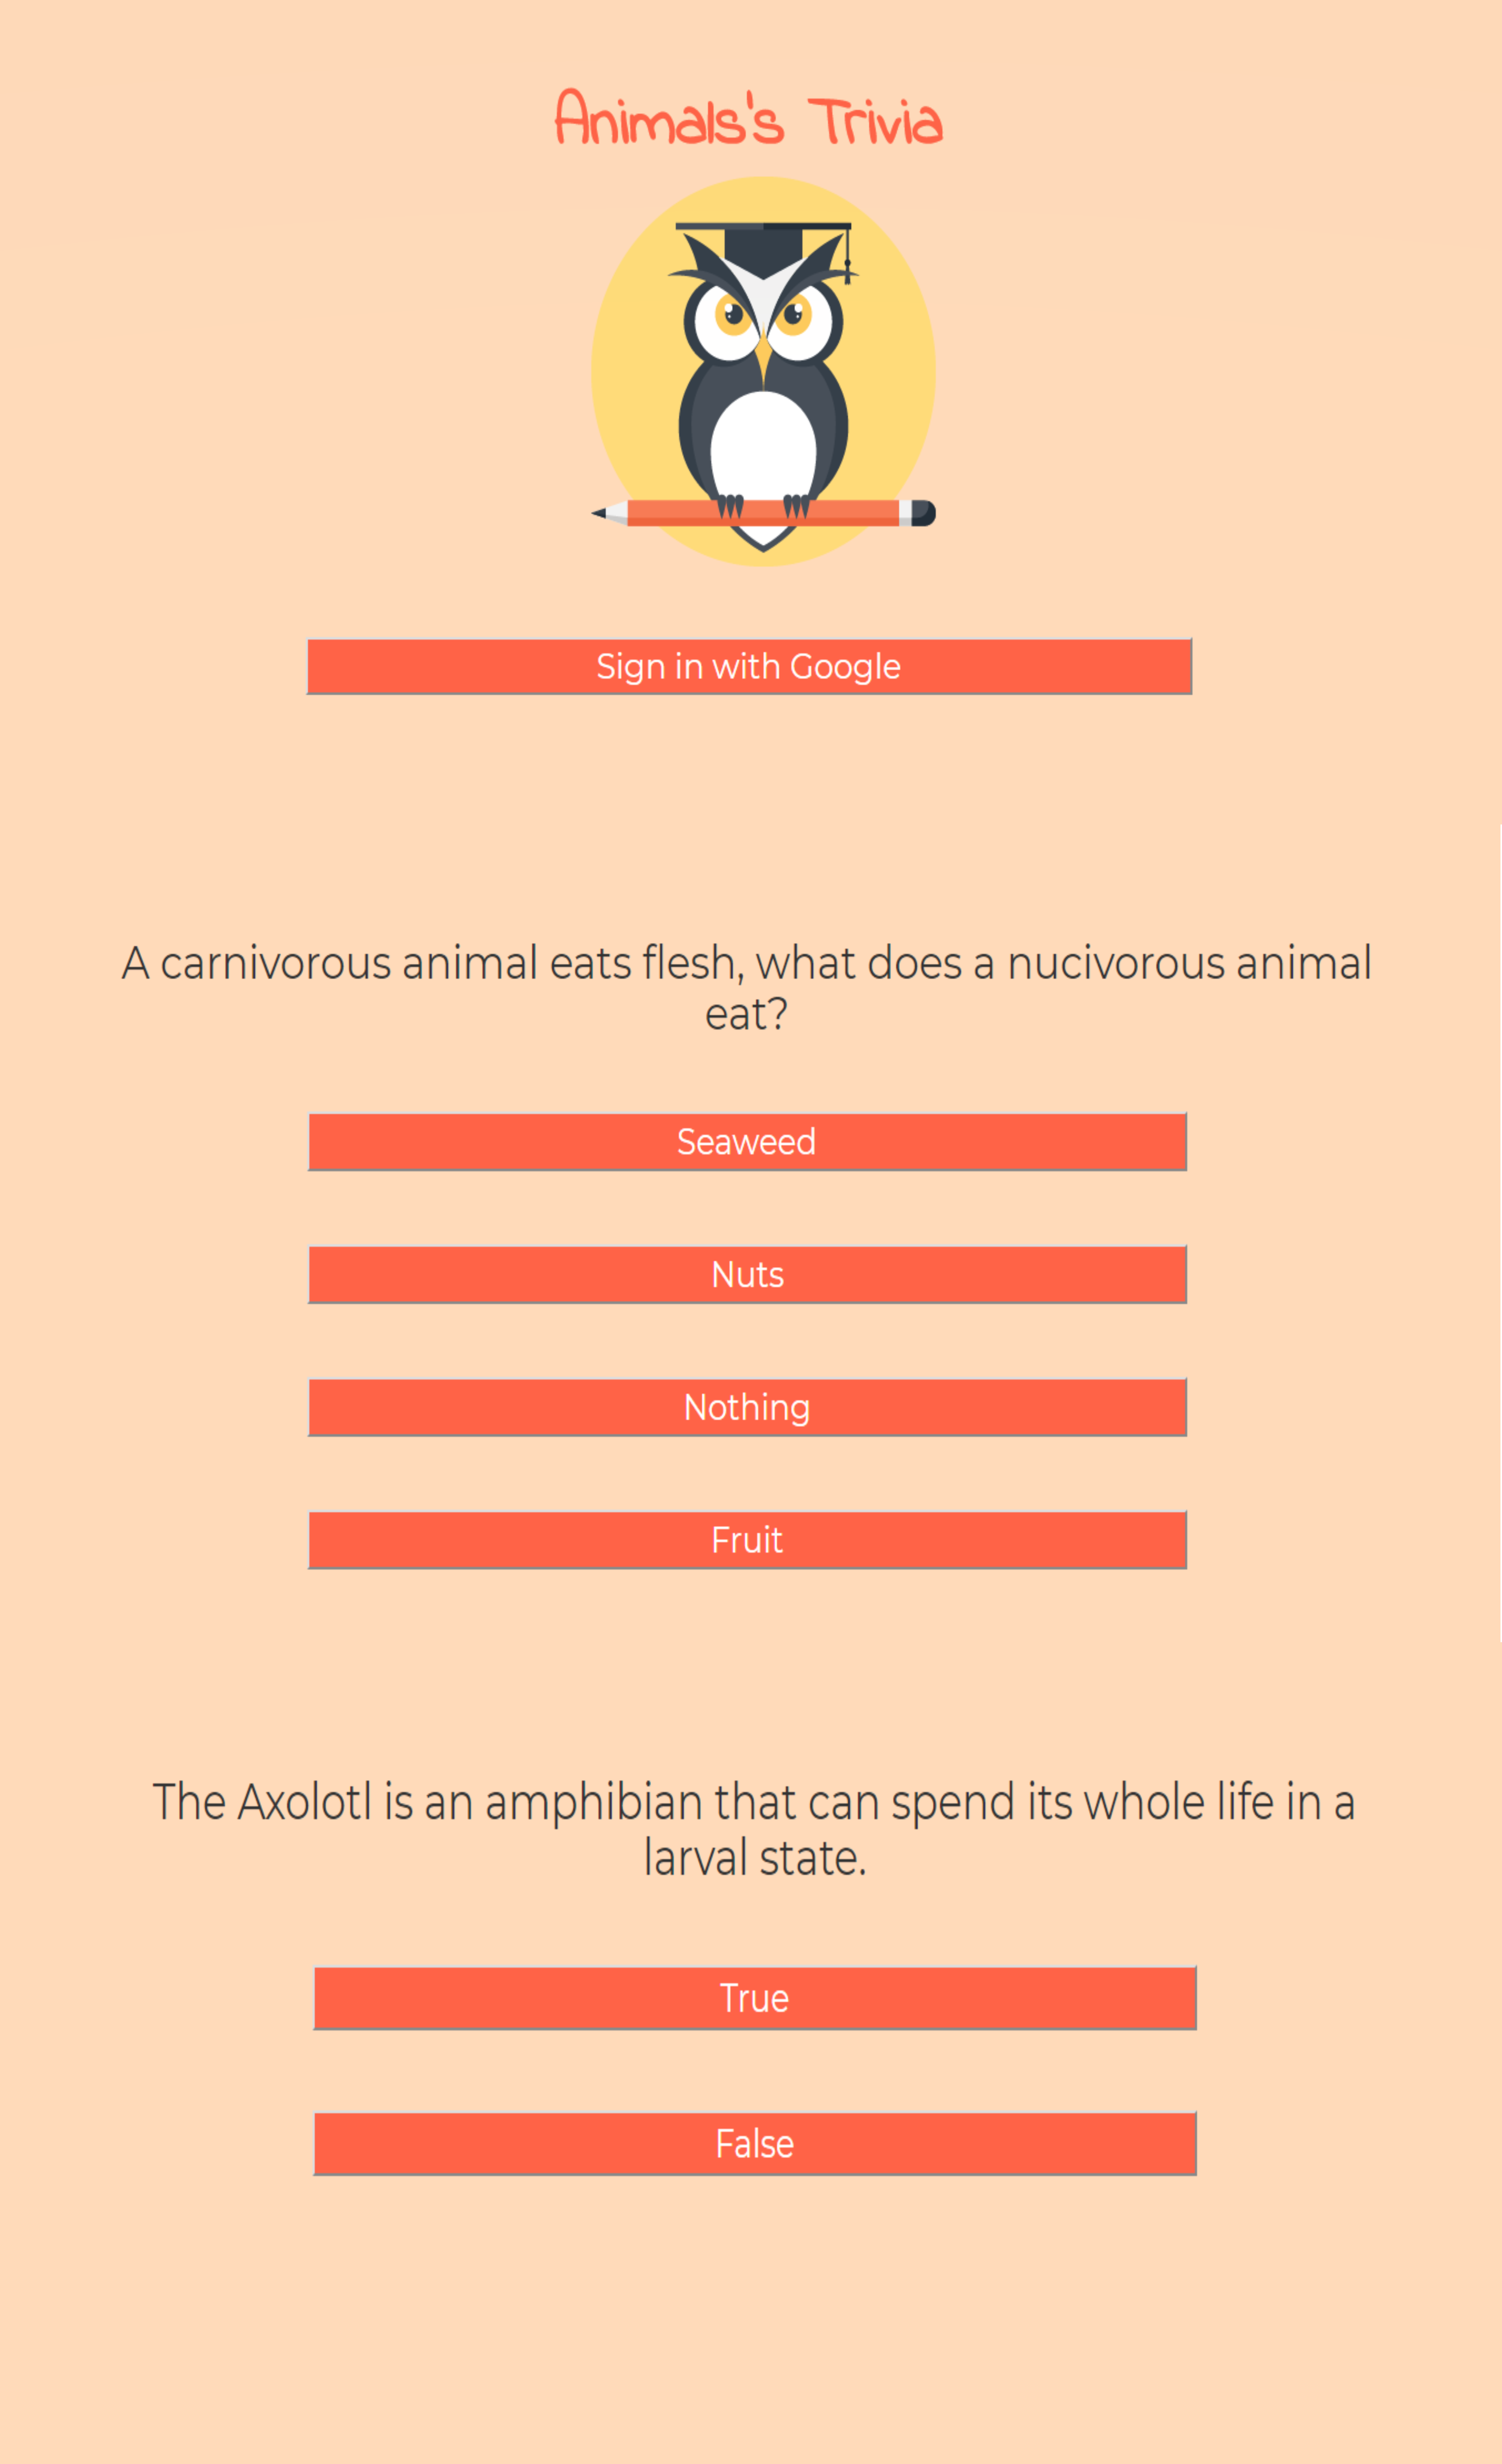 Animals's Trivia
Sign in with Google
A carnivorous animal eats flesh, what does a nucivorous animal
eat?
Seaweed
Nuts
Nothing
Fruit
The Axolotl is an amphibian that can spend its whole life in a
larval state.
True
False